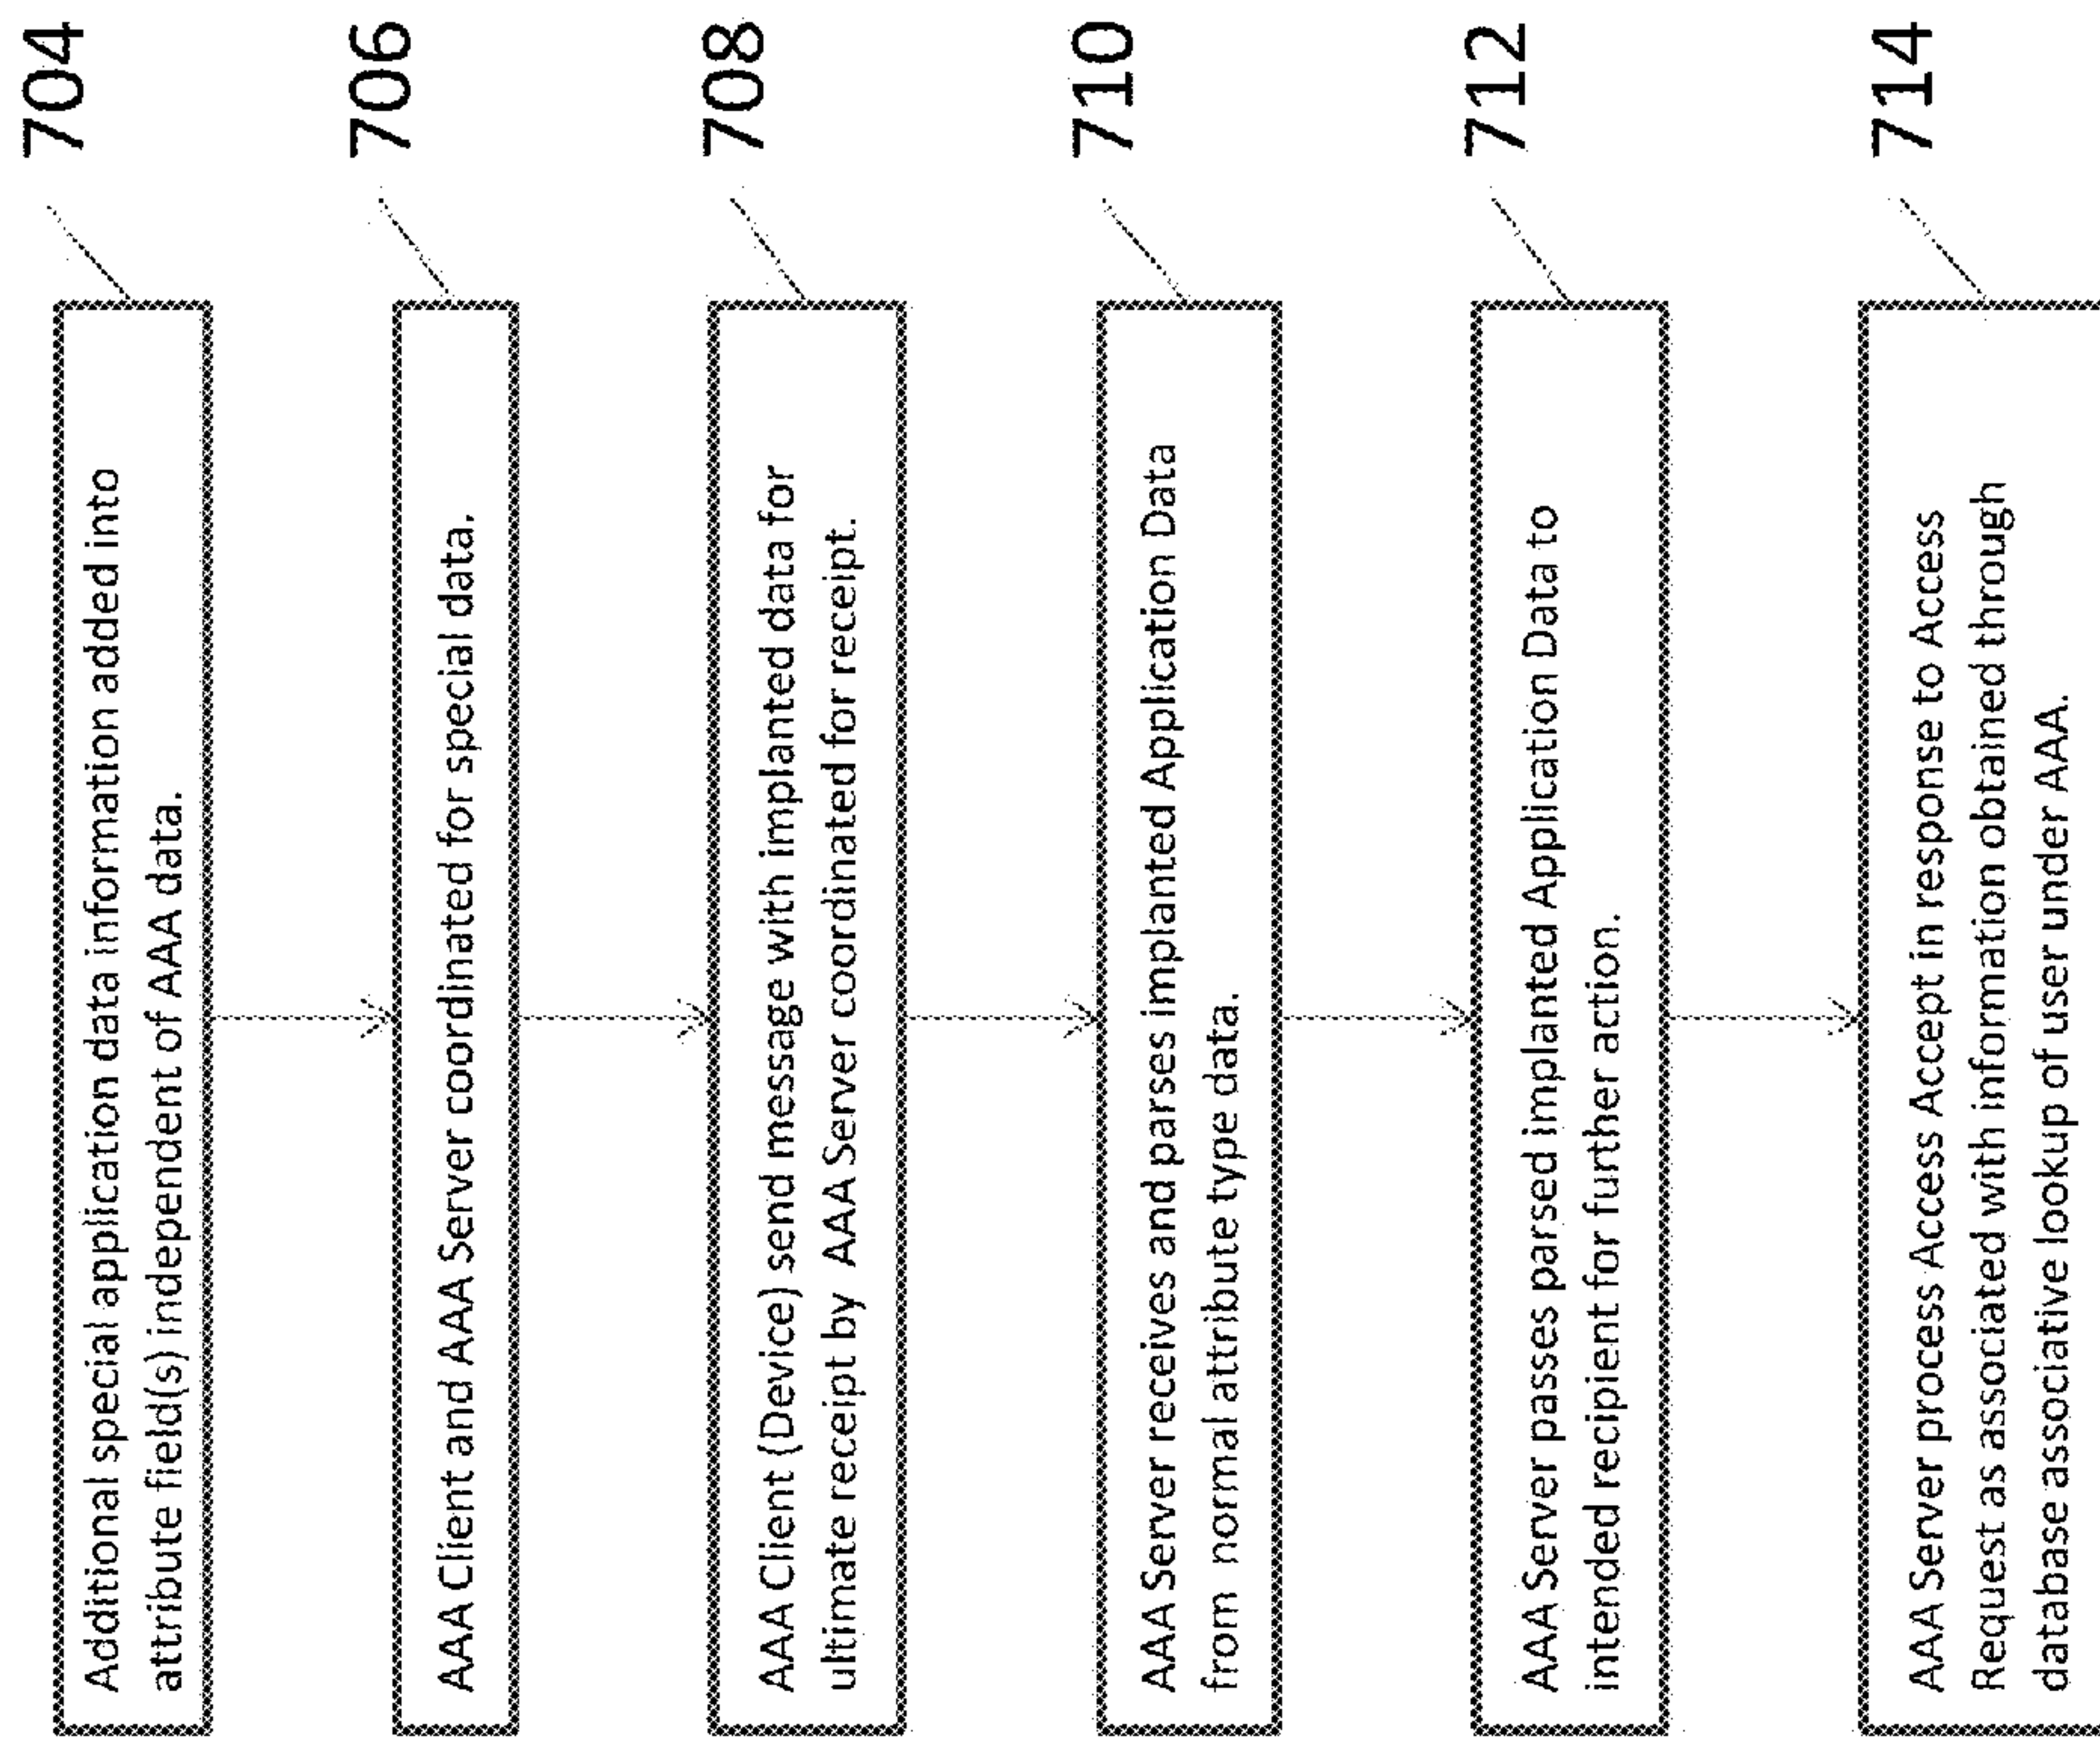 704
Additional special application data information added into
attribute field(s) independent of AAA data.
706
AAA Client and AAA Server coordinated for special data.
708
AAA Client (Device) send message with implanted data for
ultimate receipt by AAA Server coordinated for receipt.
710
AAA Server receives and parses implanted Application Data
from normal attribute type data.
712
AAA Server passes parsed implanted Application Data to
intended recipient for further action.
714
AAA Server process Access Accept in response to Access
Request as associated with information obtained through
database associative lookup of user under AAA.